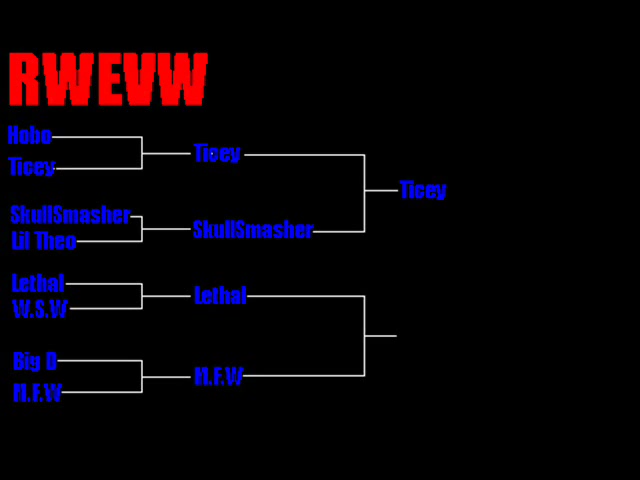 RWEVW
Hobo
Ticey
Ticey
Ticey
SkullSmasher
Lil Theo
SkullSmasher
Lethal
W.S.W
Lethal
Big D
M.F.W
M.F.W